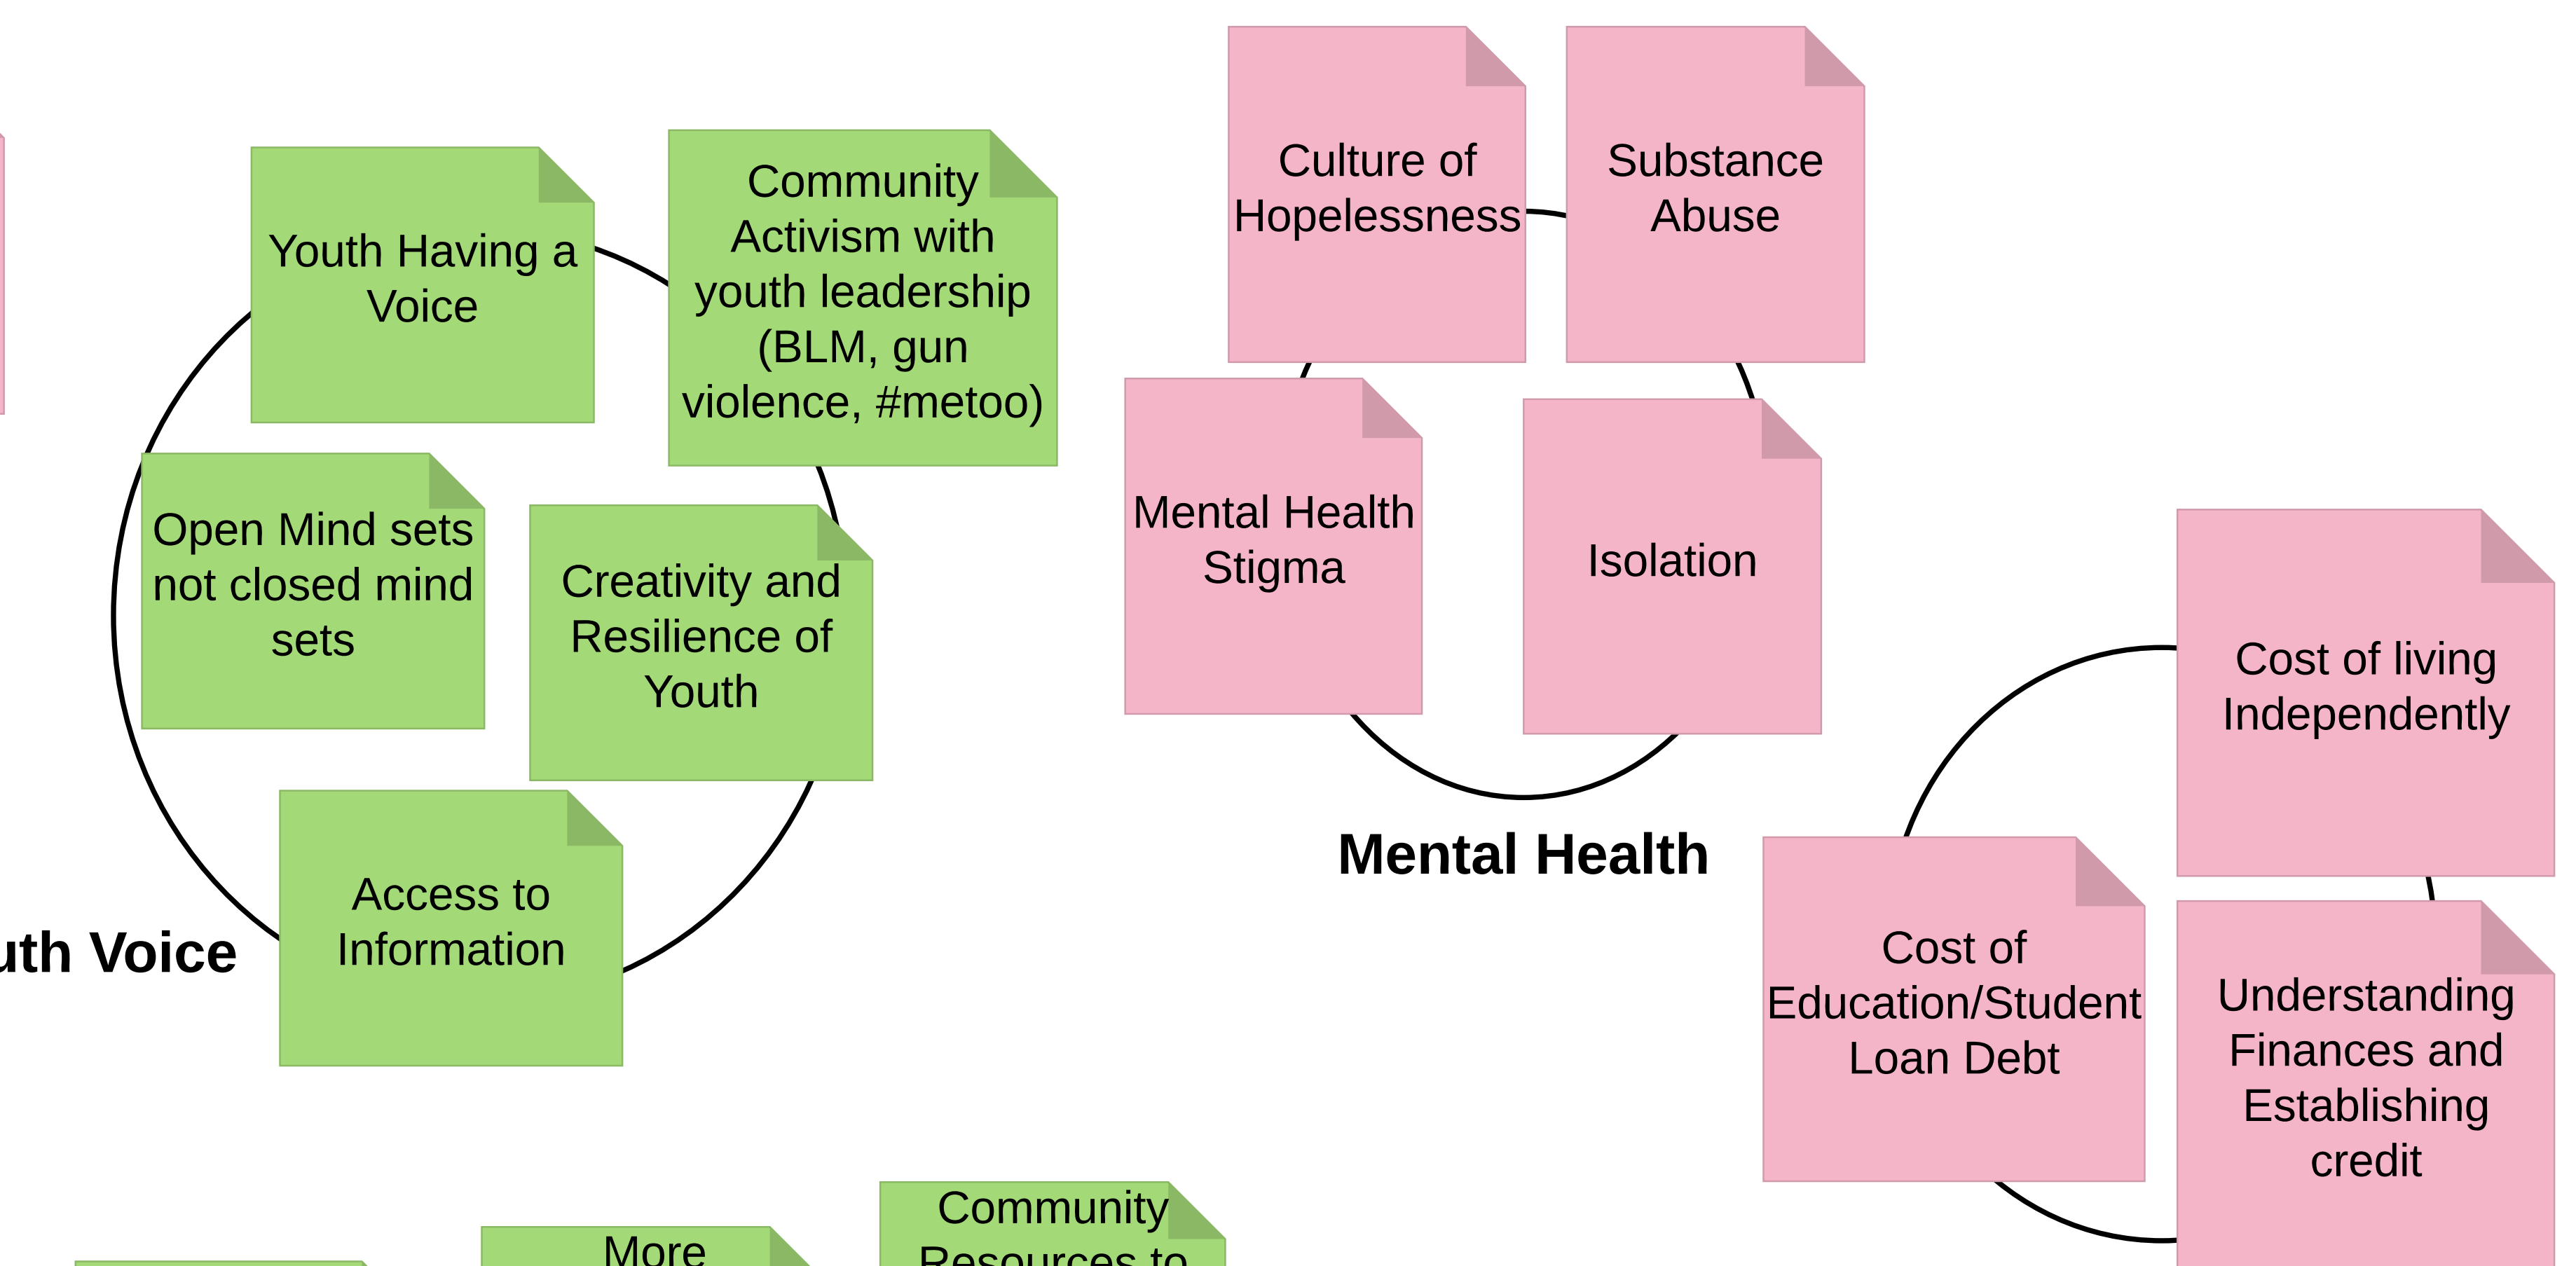 Youth Having a
Voice
Community
Activism with
youth leadership
(BLM, gun
violence, #metoo)
Open Mind sets
not closed mind
sets
Creativity and
Resilience of
Youth
Access to
Information
Voice
Culture of
Hopelessness
Substance
Abuse
Mental Health
Stigma
Isolation
Mental Health
Cost of living
Independently
Cost of
Education/Student
Loan Debt
Understanding
Finances and
Establishing
credit
More
Community
Resources to